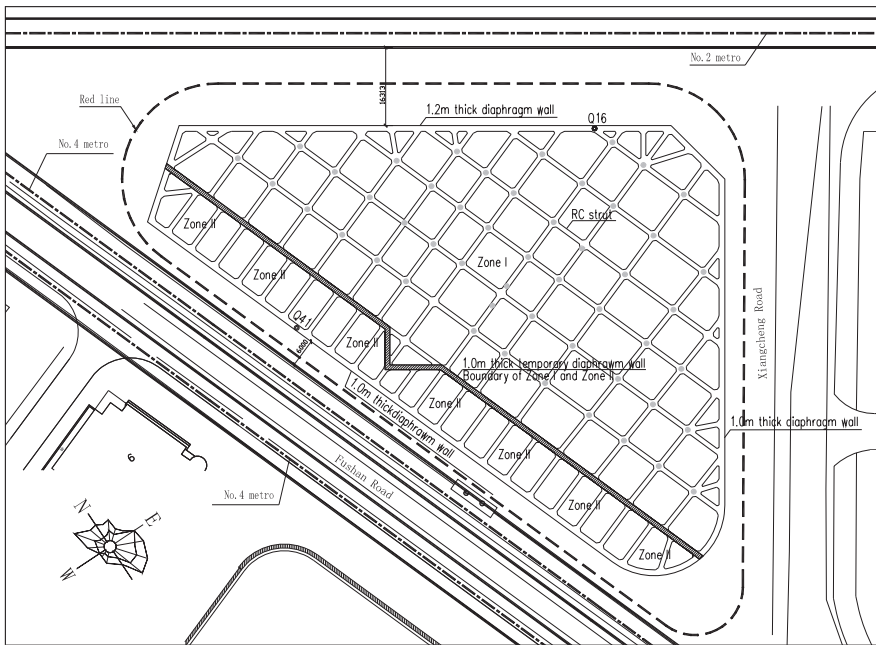 No.2 metro
Red line
16313
1.2m thick diaphragm wall
Q16
No.4 metro
RC strut
Zone II
Zone I
Zone II
Xiangcheng Road
Q41
Zone II
6000
1.0m thick temporary diaphrawm wall
Boundary of Zone I and Zone II
1.0m thickdiaphrawm wall
Zone II
1.0m thick diaphragm wall
Zone II
6
Fushan Road
No.4 metro
Zone II
N
E
W
Zone II